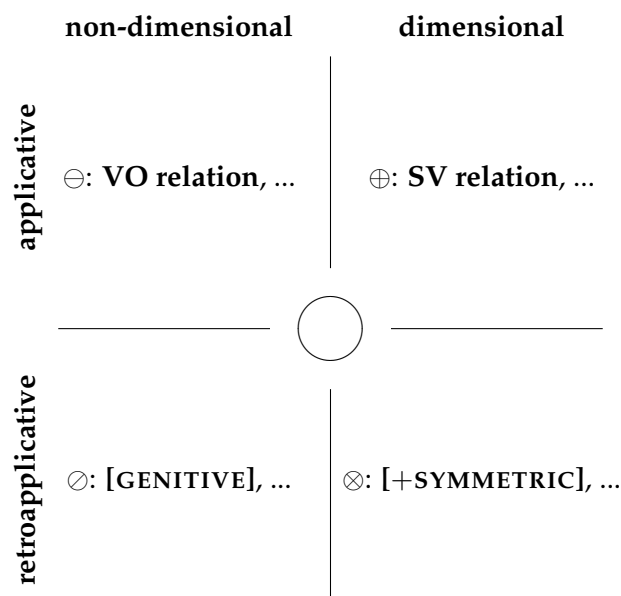 non-dimensional dimensional
applicative
⊖: VO relation, ... ⊕: SV relation, ...
retroapplicative
⊘: [GENITIVE], ... ⊗: [+SYMMETRIC], ...